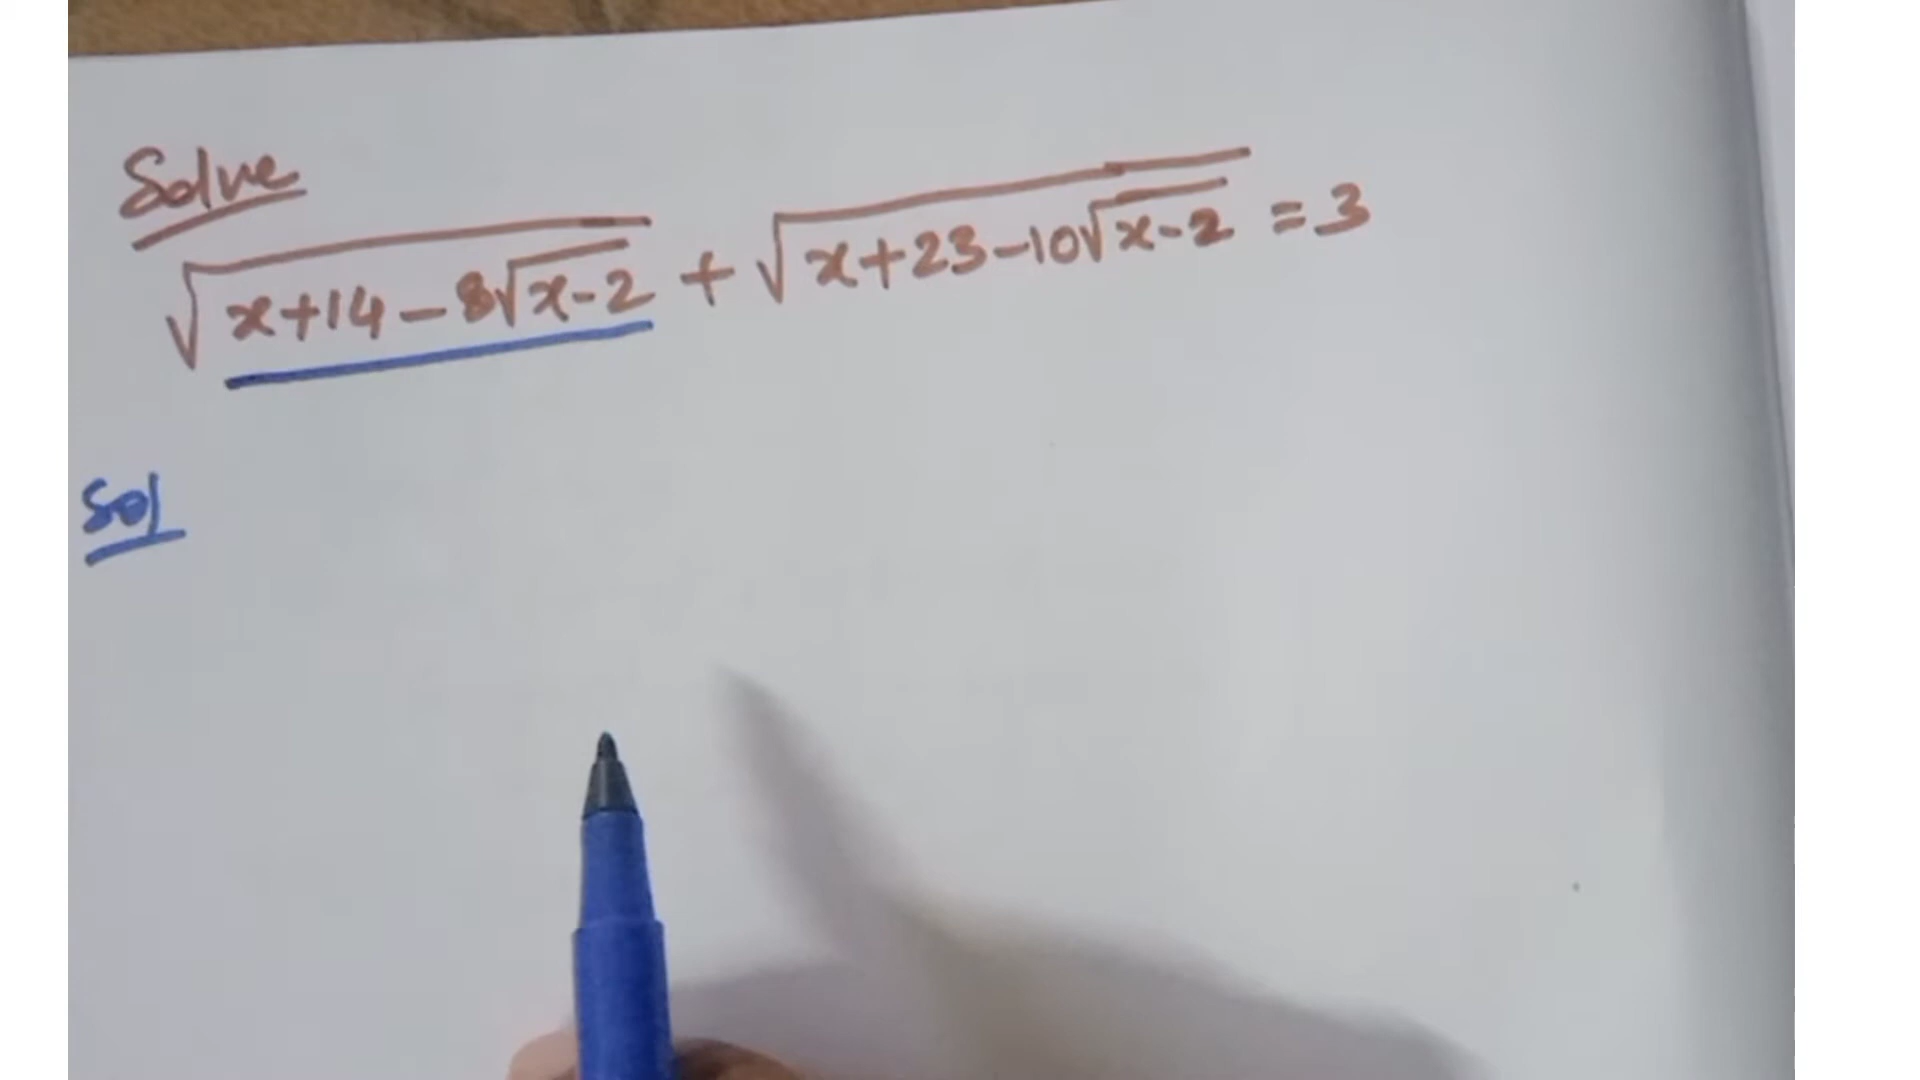 Solve
√(x+14-8√(x-2)) + √(x+23-10√(x-2)) = 3
Sol